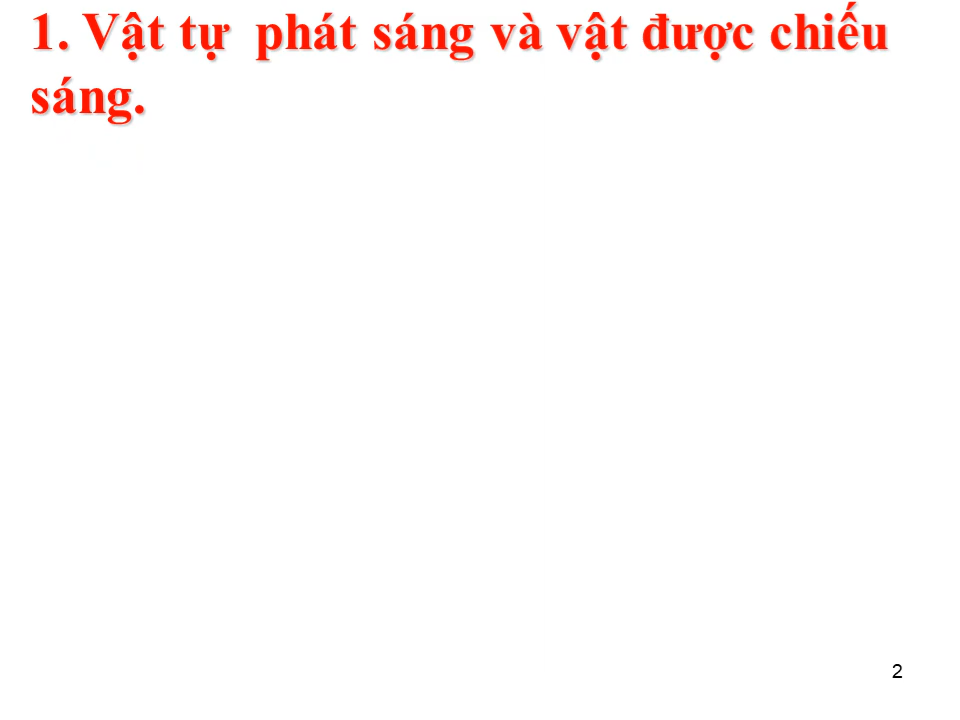 1. Vật tự phát sáng và vật được chiếu
sáng.
2